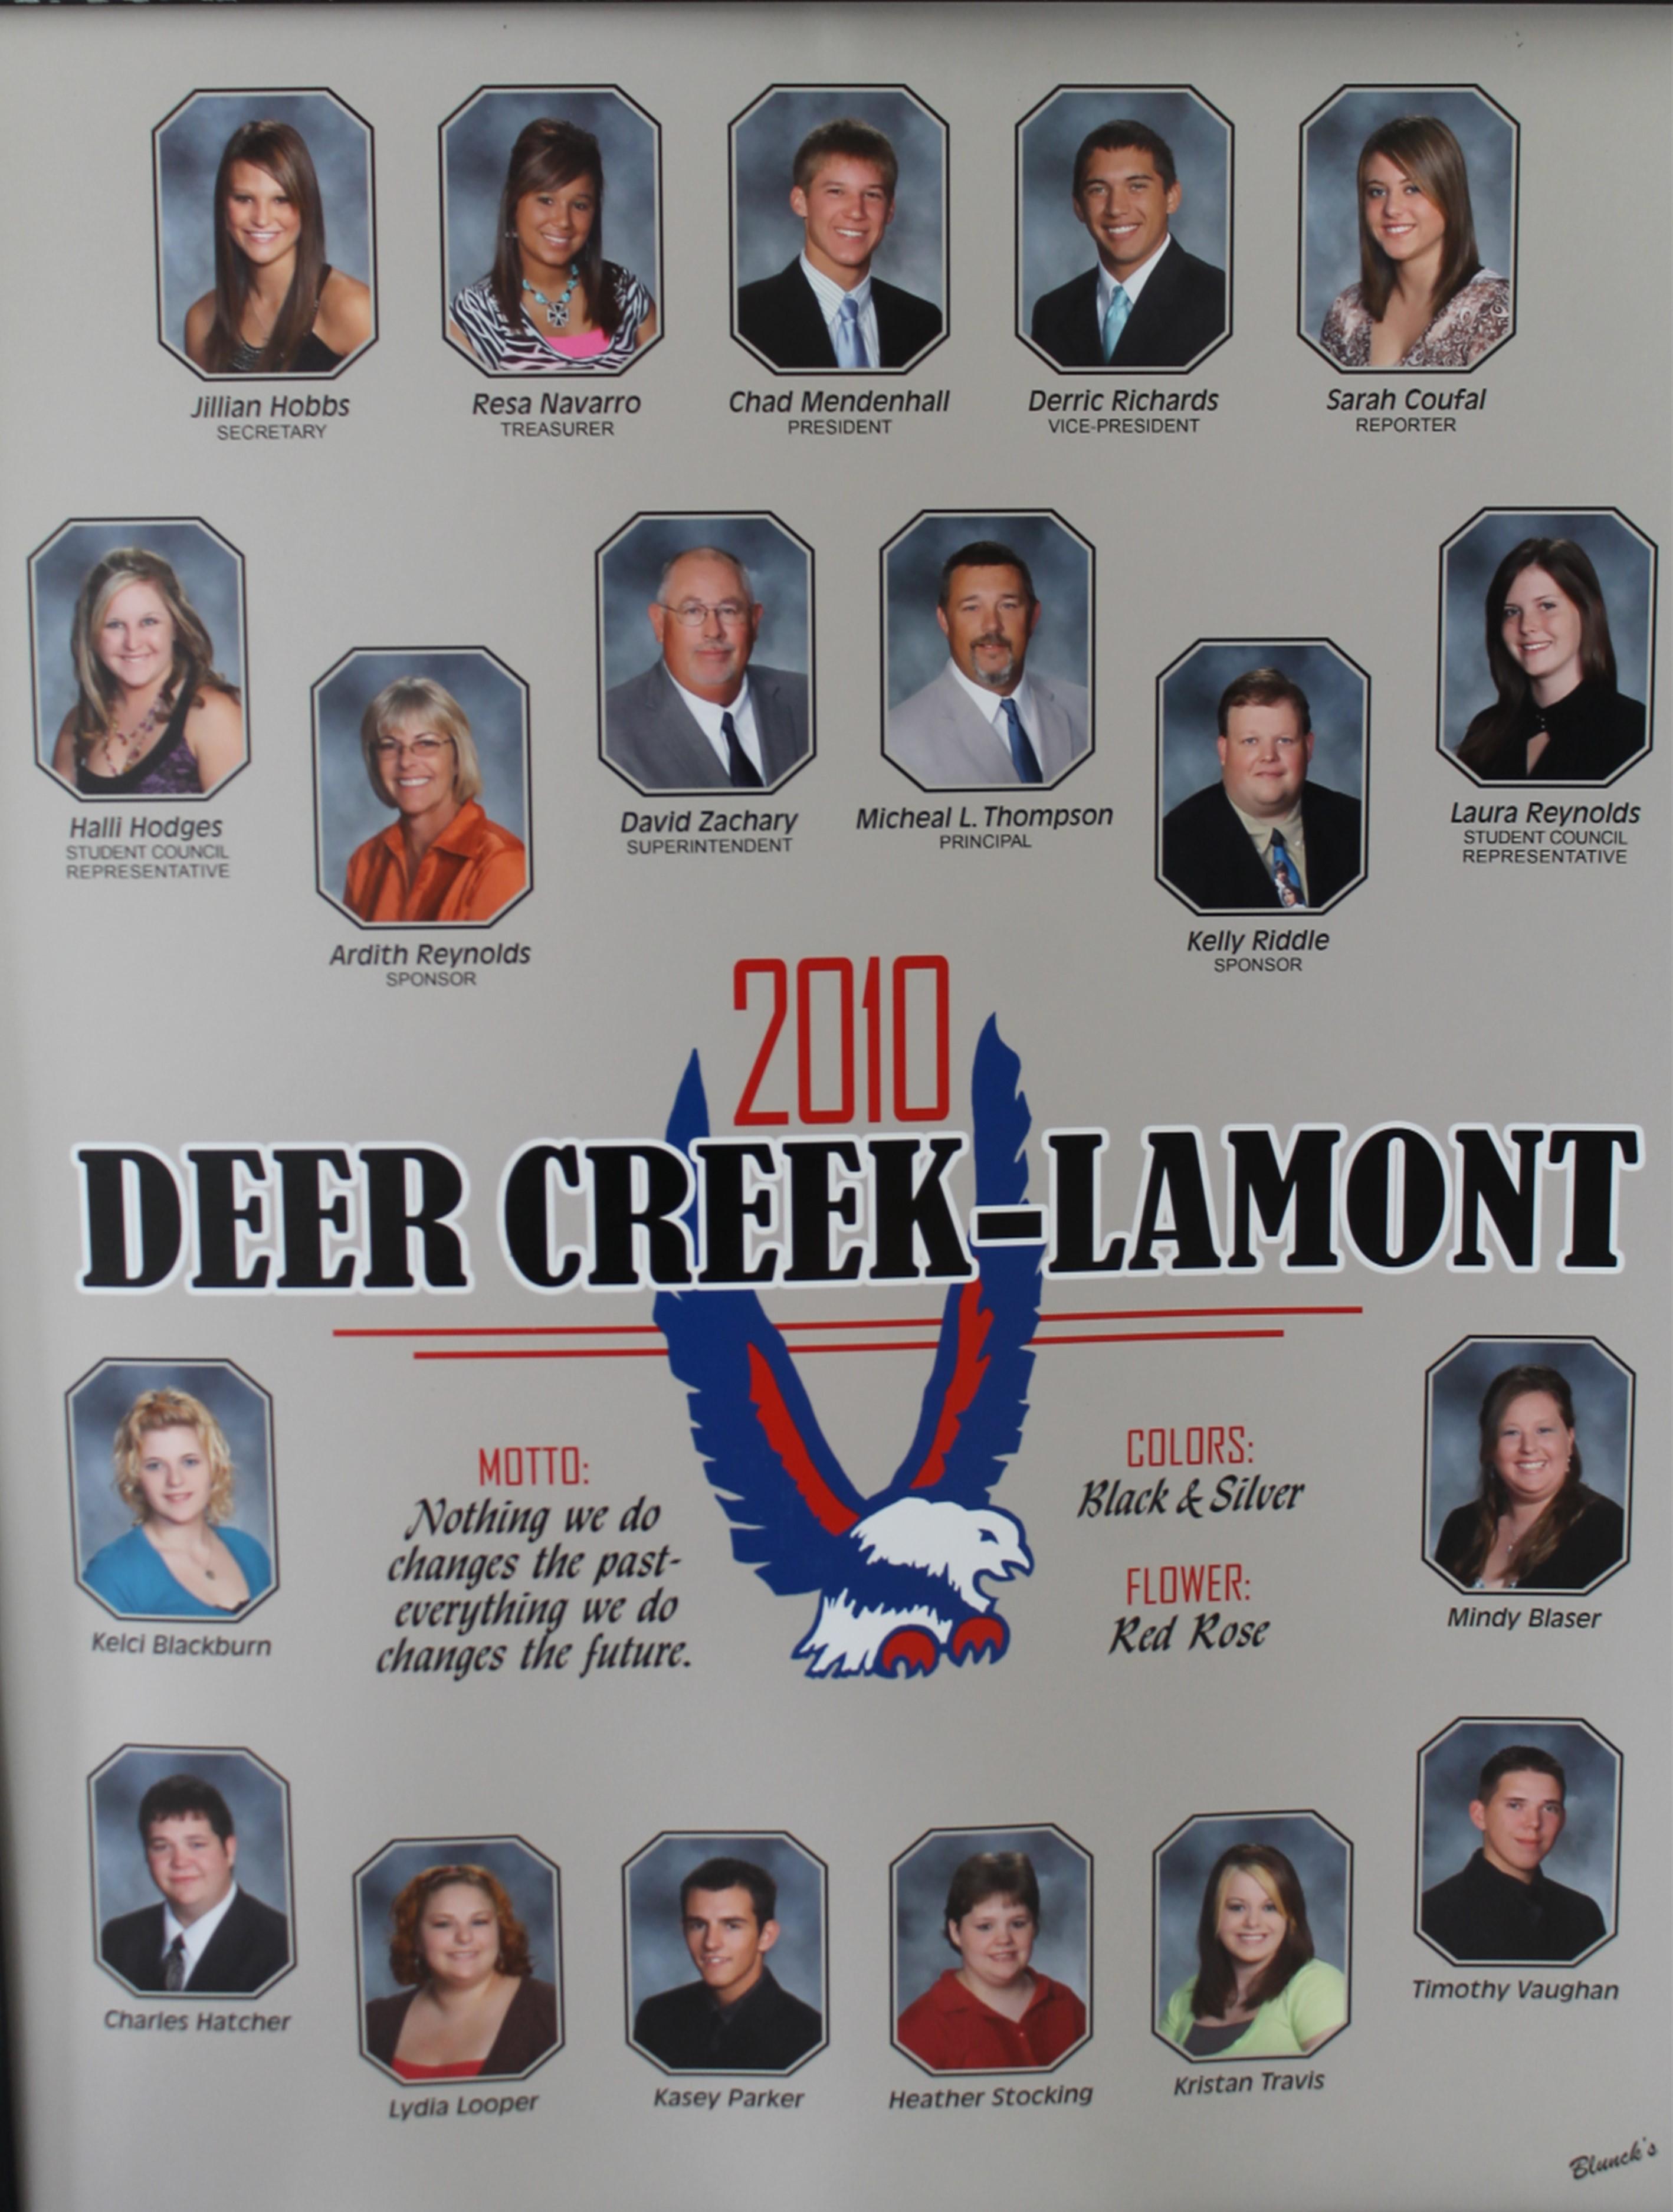 Jillian Hobbs
SECRETARY
Resa Navarro
TREASURER
Chad Mendenhall
PRESIDENT
Derric Richards
VICE-PRESIDENT
Sarah Coufal
REPORTER
Halli Hodges
STUDENT COUNCIL
REPRESENTATIVE
Ardith Reynolds
SPONSOR
David Zachary
SUPERINTENDENT
Micheal L. Thompson
PRINCIPAL
Kelly Riddle
SPONSOR
Laura Reynolds
STUDENT COUNCIL
REPRESENTATIVE
2010
DEER CREEK-LAMONT
Kelci Blackburn
MOTTO:
Nothing we do
changes the past-
everything we do
changes the future.
COLORS:
Black & Silver
FLOWER:
Red Rose
Mindy Blaser
Charles Hatcher
Lydia Looper
Kasey Parker
Heather Stocking
Kristan Travis
Timothy Vaughan
Blunck's